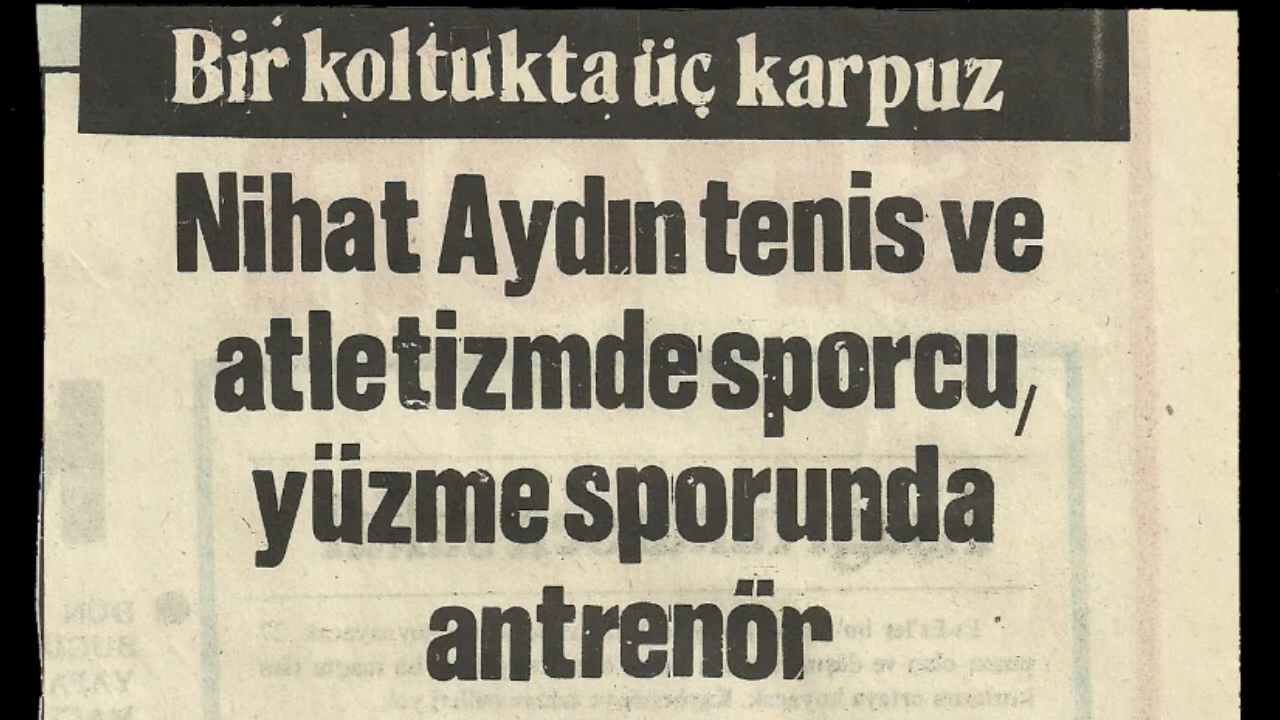 Bir koltukta üç karpuz
Nihat Aydın tenis ve
atletizmde sporcu,
yüzme sporunda
antrenör